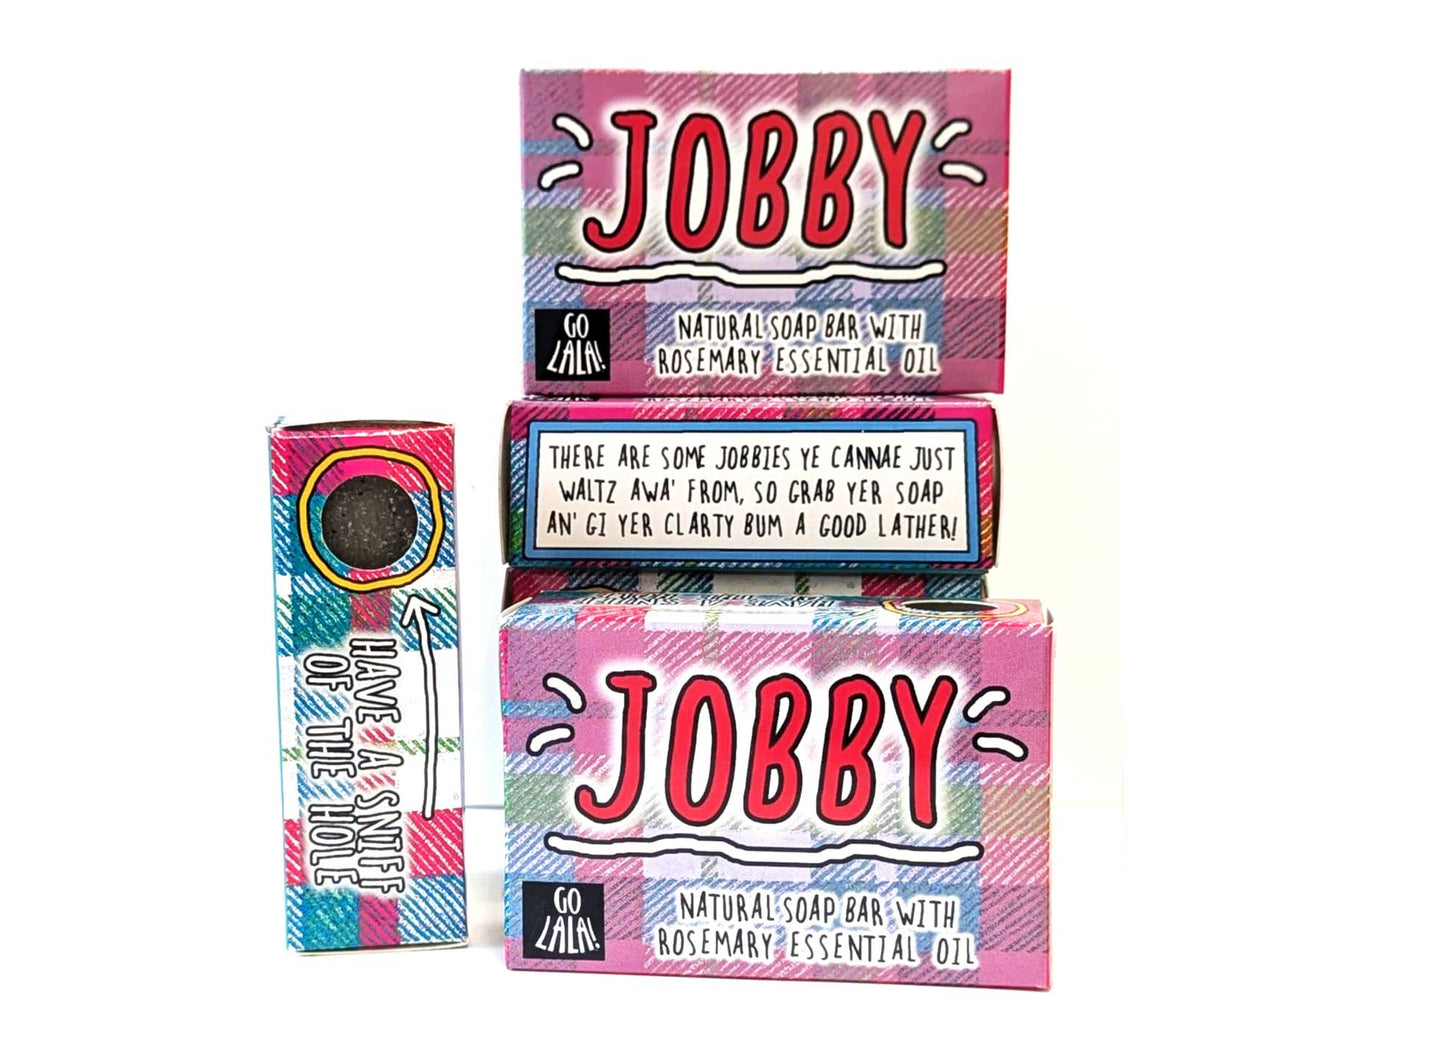 JOBBY
GO
LALA!
NATURAL SOAP BAR WITH
ROSEMARY ESSENTIAL OIL
THERE ARE SOME JOBBIES YE CANNAE JUST
WALTZ AWA' FROM, SO GRAB YER SOAP
AN' GI YER CLARTY BUM A GOOD LATHER!
HAVE A SNIFF
OF THE HOLE
JOBBY
GO
LALA!
NATURAL SOAP BAR WITH
ROSEMARY ESSENTIAL OIL